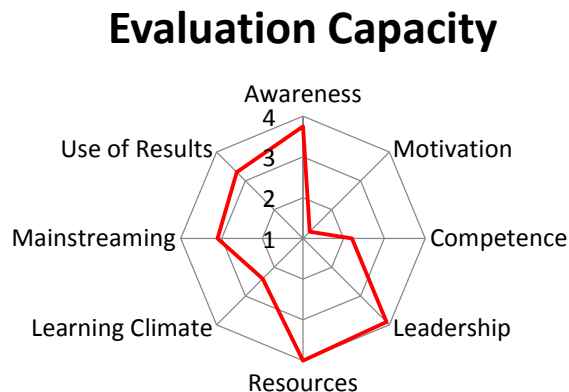 Evaluation Capacity
Awareness
4
Use of Results
Motivation
3
2
Mainstreaming
1
Competence
Learning Climate
Leadership
Resources